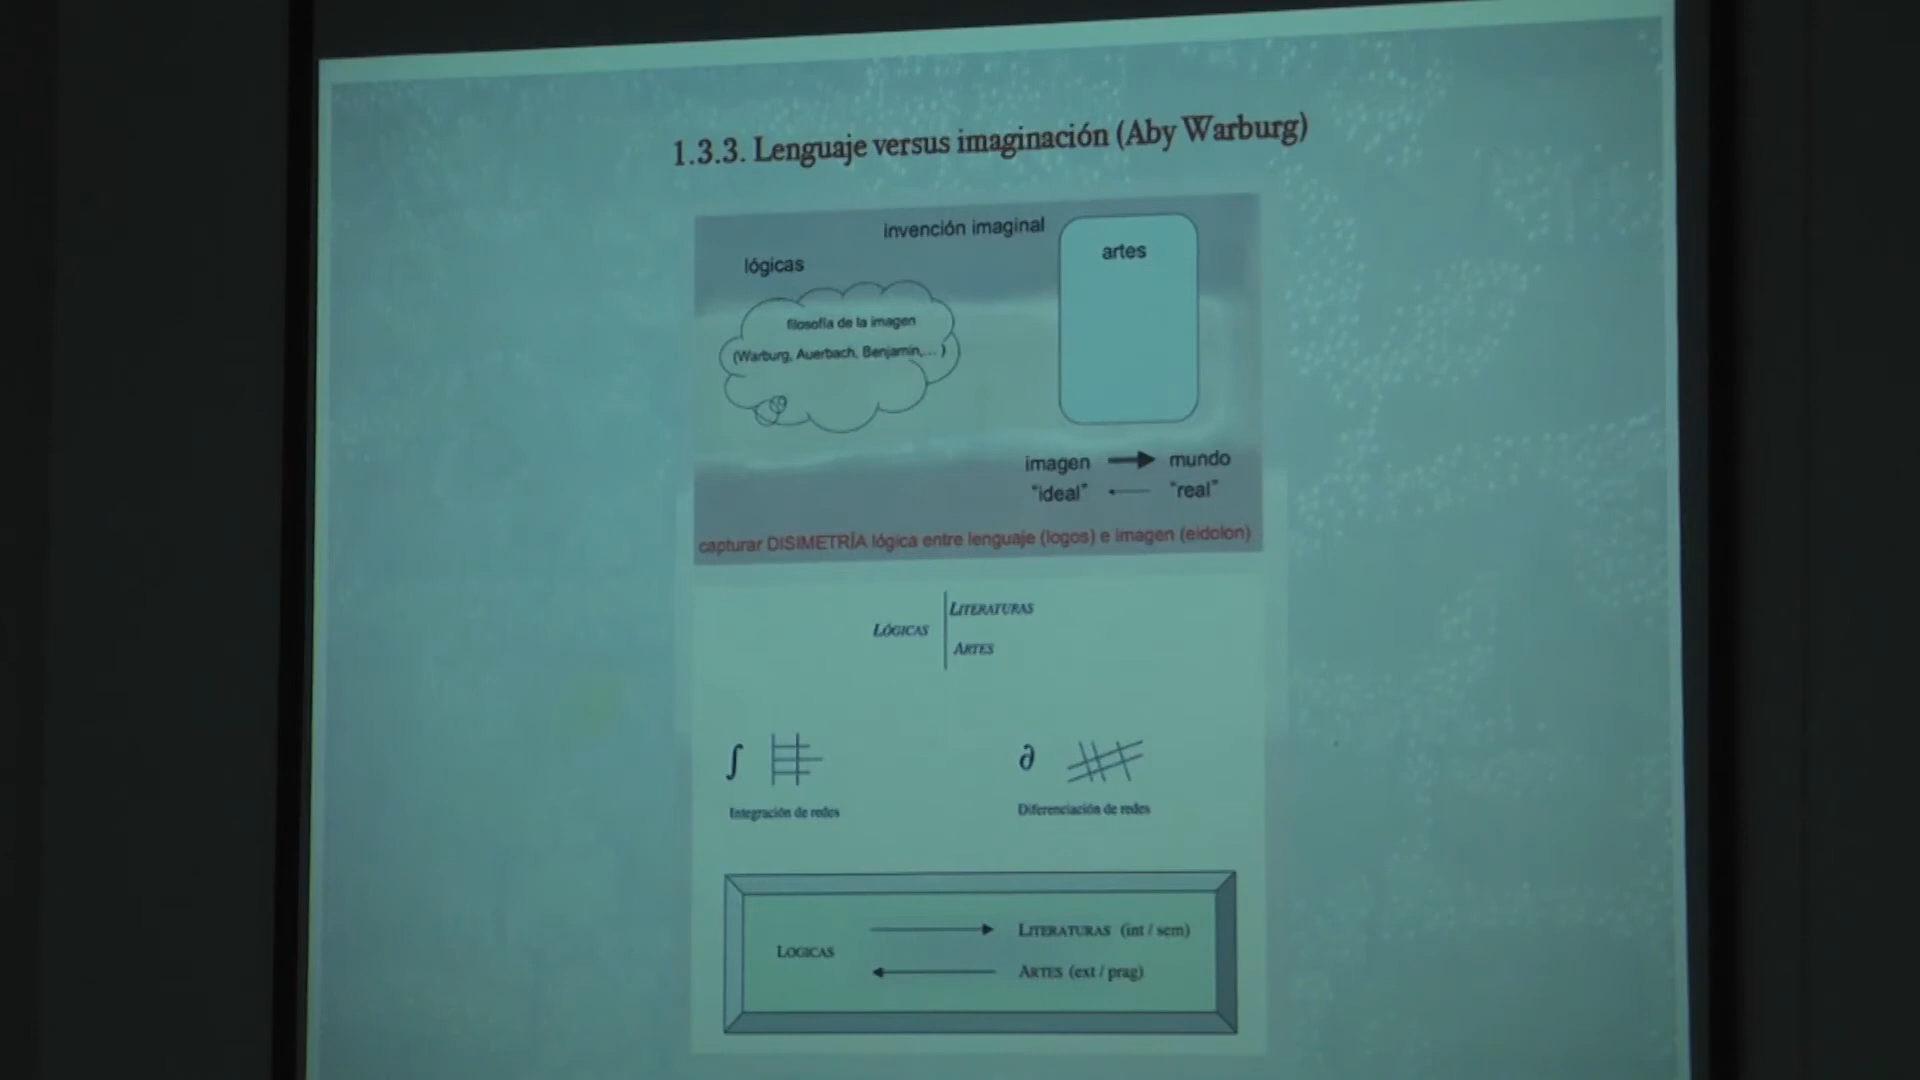 1.3.3. Lenguaje versus imaginación (Aby Warburg)
invención imaginal
artes
lógicas
filosofía de la imagen
(Warburg, Auerbach, Benjamin,... )
imagen mundo
"ideal" "real"
capturar DISIMETRÍA lógica entre lenguaje (logos) e imagen (eidolon)
LITERATURAS
LÓGICAS
ARTES
∫
∂
Integración de redes
Diferenciación de redes
LITERATURAS (int / sem)
LOGICAS
ARTES (ext / prag)